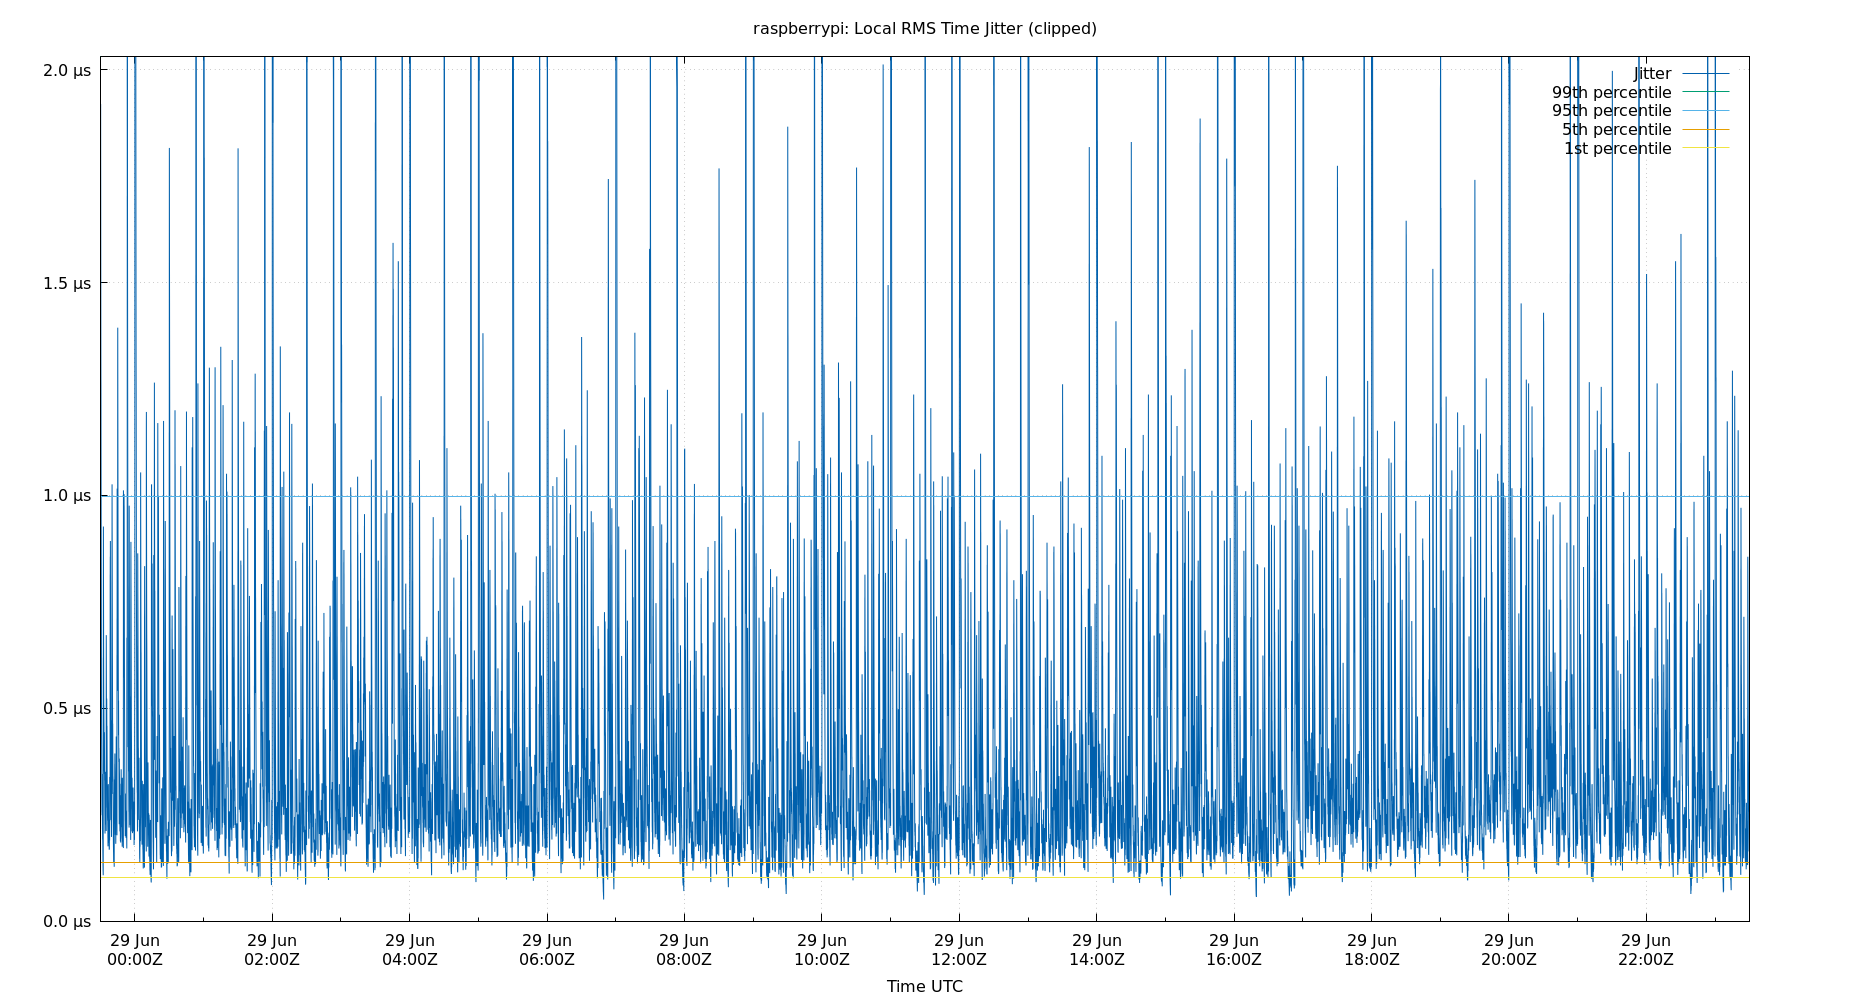 raspberrypi: Local RMS Time Jitter (clipped)
2.0 μs
1.5 μs
1.0 μs
0.5 μs
0.0 μs
Jitter
99th percentile
95th percentile
5th percentile
1st percentile
29 Jun 29 Jun 29 Jun 29 Jun 29 Jun 29 Jun 29 Jun 29 Jun 29 Jun 29 Jun 29 Jun 29 Jun
00:00Z 02:00Z 04:00Z 06:00Z 08:00Z 10:00Z 12:00Z 14:00Z 16:00Z 18:00Z 20:00Z 22:00Z
Time UTC